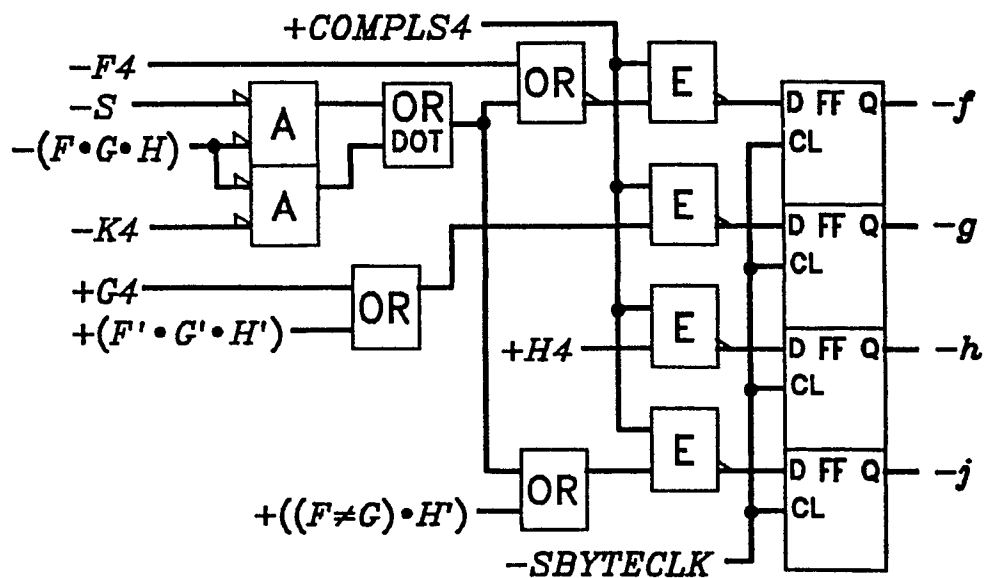 +COMPLS4
-F4
-S
-(F•G•H)
-K4
+G4
+(F'•G'•H')
+H4
+((F≠G)•H')
-SBYTECLK
A
A
OR
DOT
OR
OR
OR
E
E
E
E
D FF Q
CL
-f
D FF Q
CL
-g
D FF Q
CL
-h
D FF Q
CL
-j